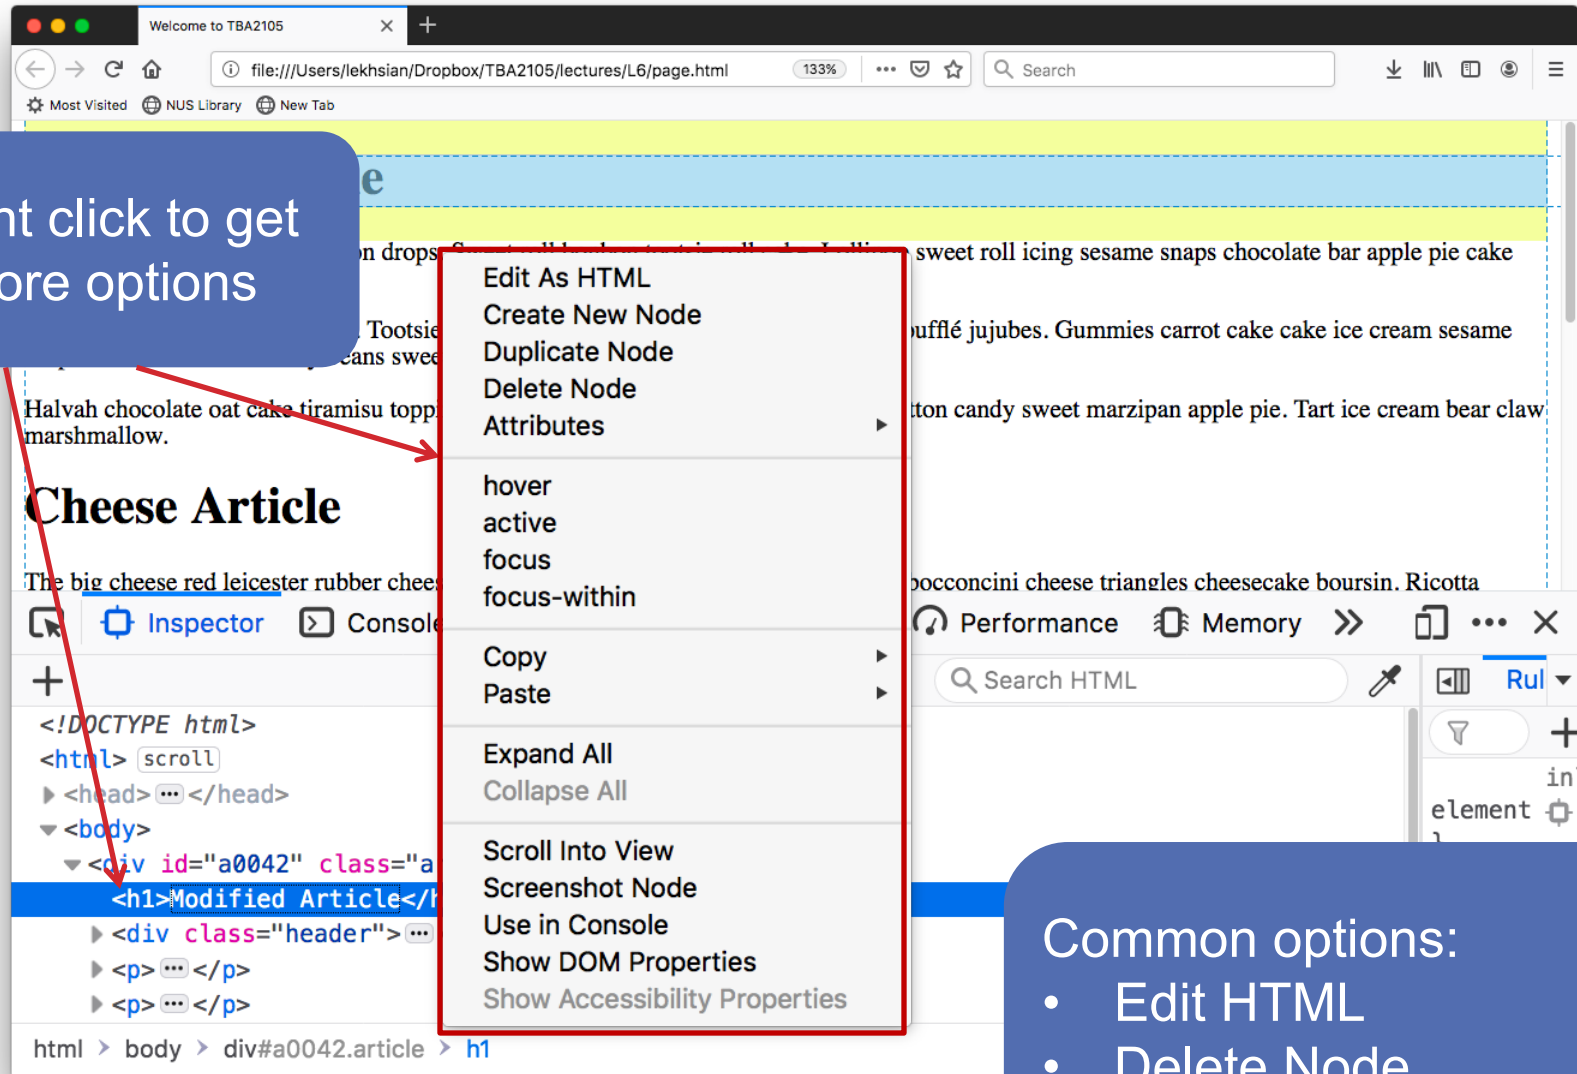 Welcome to TBA2105
file:///Users/lekhsian/Dropbox/TBA2105/lectures/L6/page.html
133%
Search
Most Visited
NUS Library
New Tab
click to get
options
drops
sweet roll icing sesame snaps chocolate bar apple pie cake
jujubes. Gummies carrot cake cake ice cream sesame
Halvah chocolate oat cake tiramisu
candy sweet marzipan apple pie. Tart ice cream bear claw
marshmallow.
Cheese Article
The big cheese red leicester rubber
bocconcini cheese triangles cheesecake boursin. Ricotta
Edit As HTML
Create New Node
Duplicate Node
Delete Node
Attributes
hover
active
focus
focus-within
Copy
Paste
Expand All
Collapse All
Scroll Into View
Screenshot Node
Use in Console
Show DOM Properties
Show Accessibility Properties
Inspector
Console
Performance
Memory
Search HTML
Rul
<!DOCTYPE html>
<html> scroll
<head>⋯</head>
<body>
<div id="a0042" class="a
<h1>Modified Article</h
<div class="header">⋯
<p>⋯</p>
<p>⋯</p>
element
html > body > div#a0042.article > h1
Common options:
• Edit HTML
• Delete Node